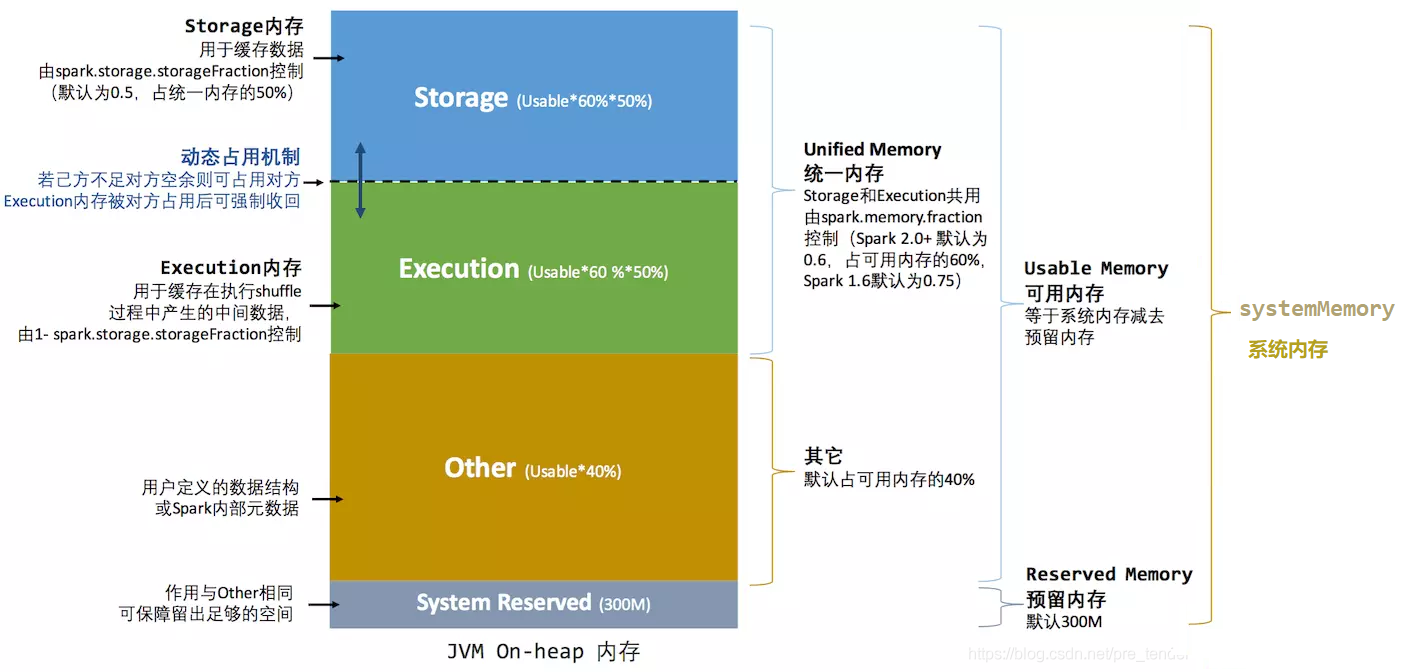 Storage内存
用于缓存数据
由spark.storage.storageFraction控制
（默认为0.5，占统一内存的50%）
动态占用机制
若己方不足对方空余则可占用对方
Execution内存被对方占用后可强制收回
Execution内存
用于缓存在执行shuffle
过程中产生的中间数据，
由1- spark.storage.storageFraction控制
用户定义的数据结构
或Spark内部元数据
作用与Other相同
可保障留出足够的空间
Storage (Usable*60%*50%)
Execution (Usable*60 %*50%)
Other (Usable*40%)
System Reserved (300M)
JVM On-heap 内存
Unified Memory
统一内存
Storage和Execution共用
由spark.memory.fraction
控制（Spark 2.0+ 默认为
0.6，占可用内存的60%，
Spark 1.6默认为0.75）
其它
默认占可用内存的40%
Usable Memory
可用内存
等于系统内存减去
预留内存
Reserved Memory
预留内存
默认300M
systemMemory
系统内存